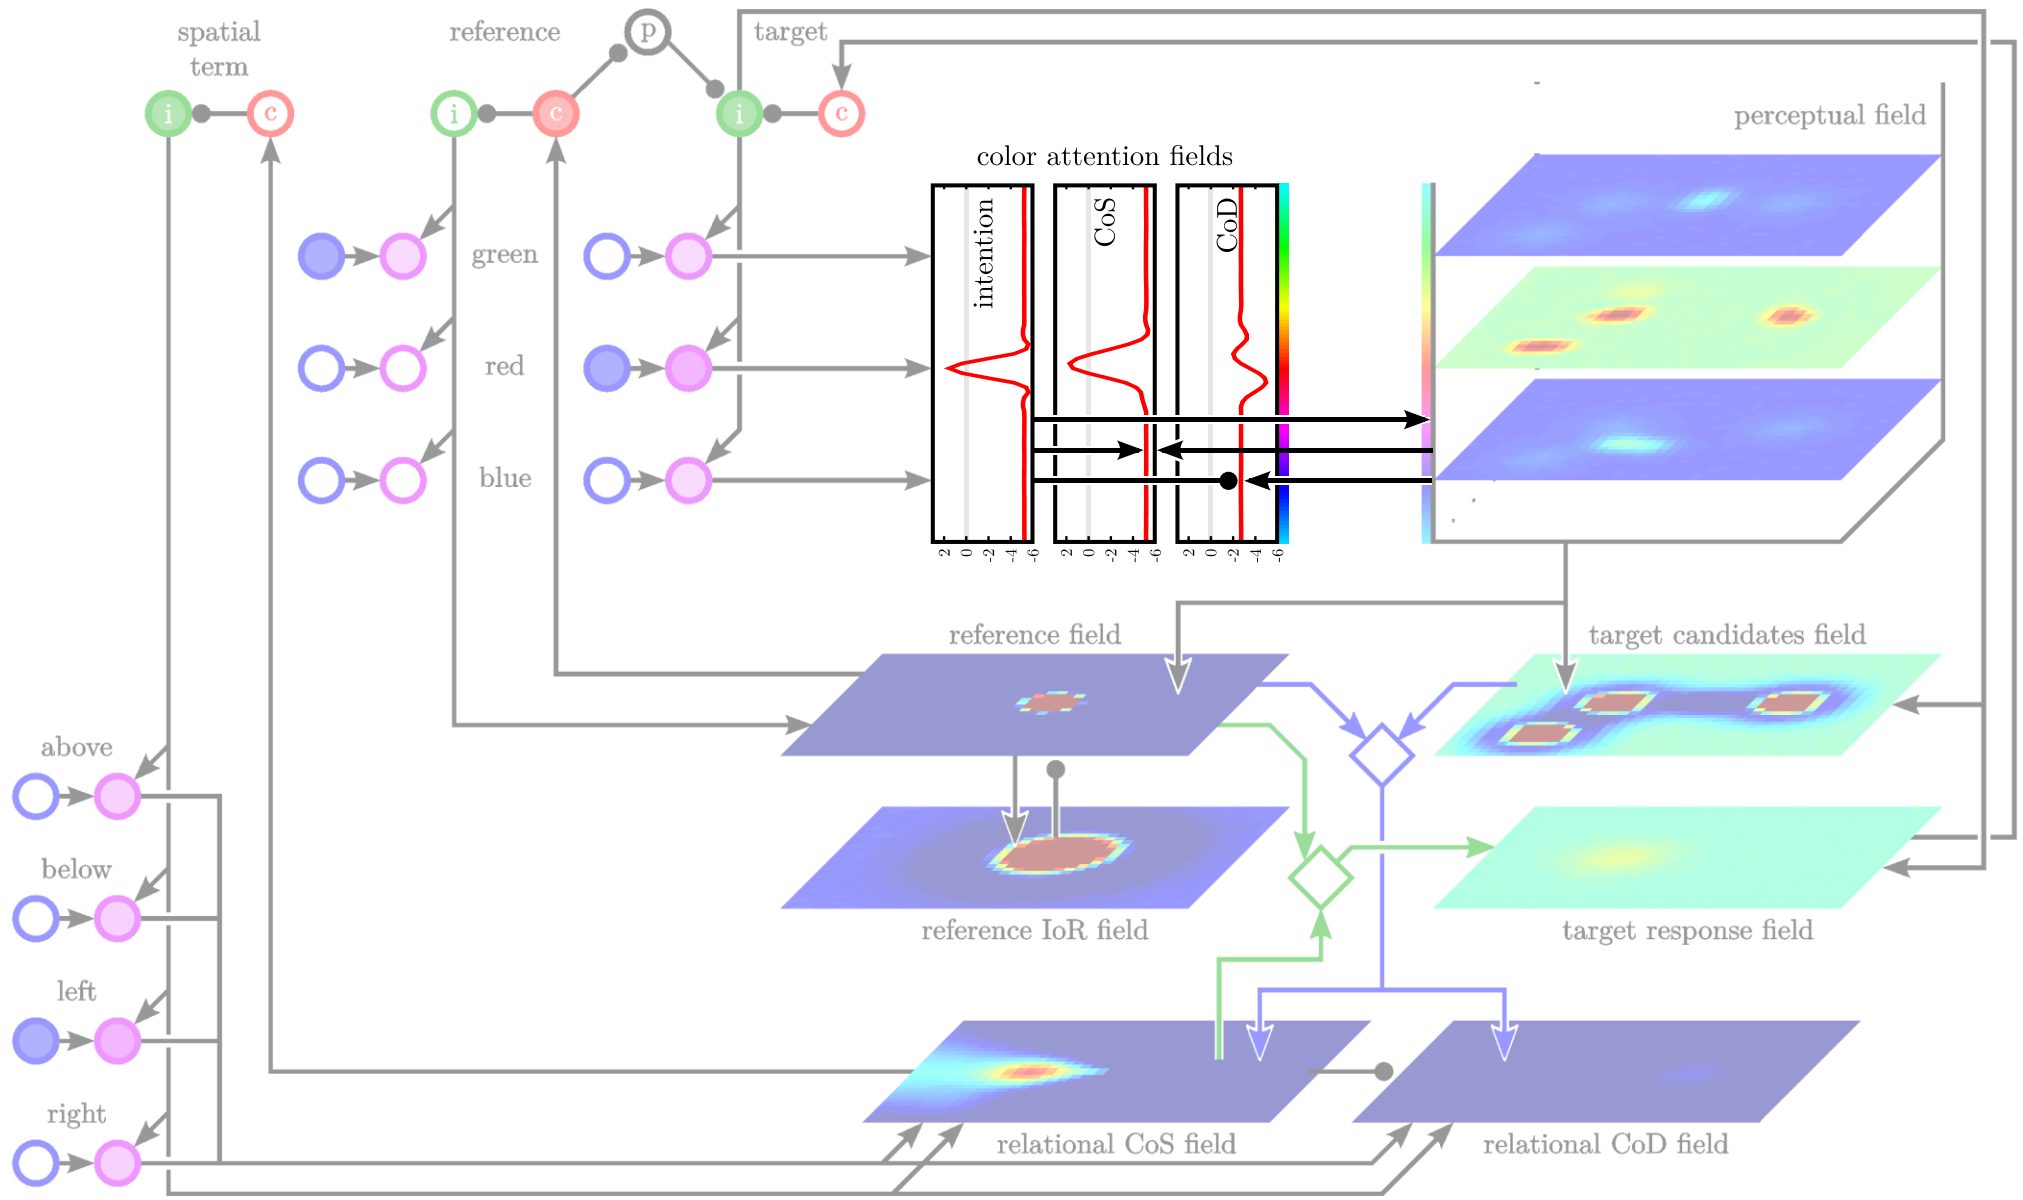 spatial
term
reference
p
target
i
c
i
c
i
c
perceptual field
color attention fields
intention
CoS
CoD
green
red
blue
2 0 -2 -4 -6
2 0 -2 -4 -6
2 0 -2 -4 -6
reference field
target candidates field
above
below
left
right
reference IoR field
target response field
relational CoS field
relational CoD field